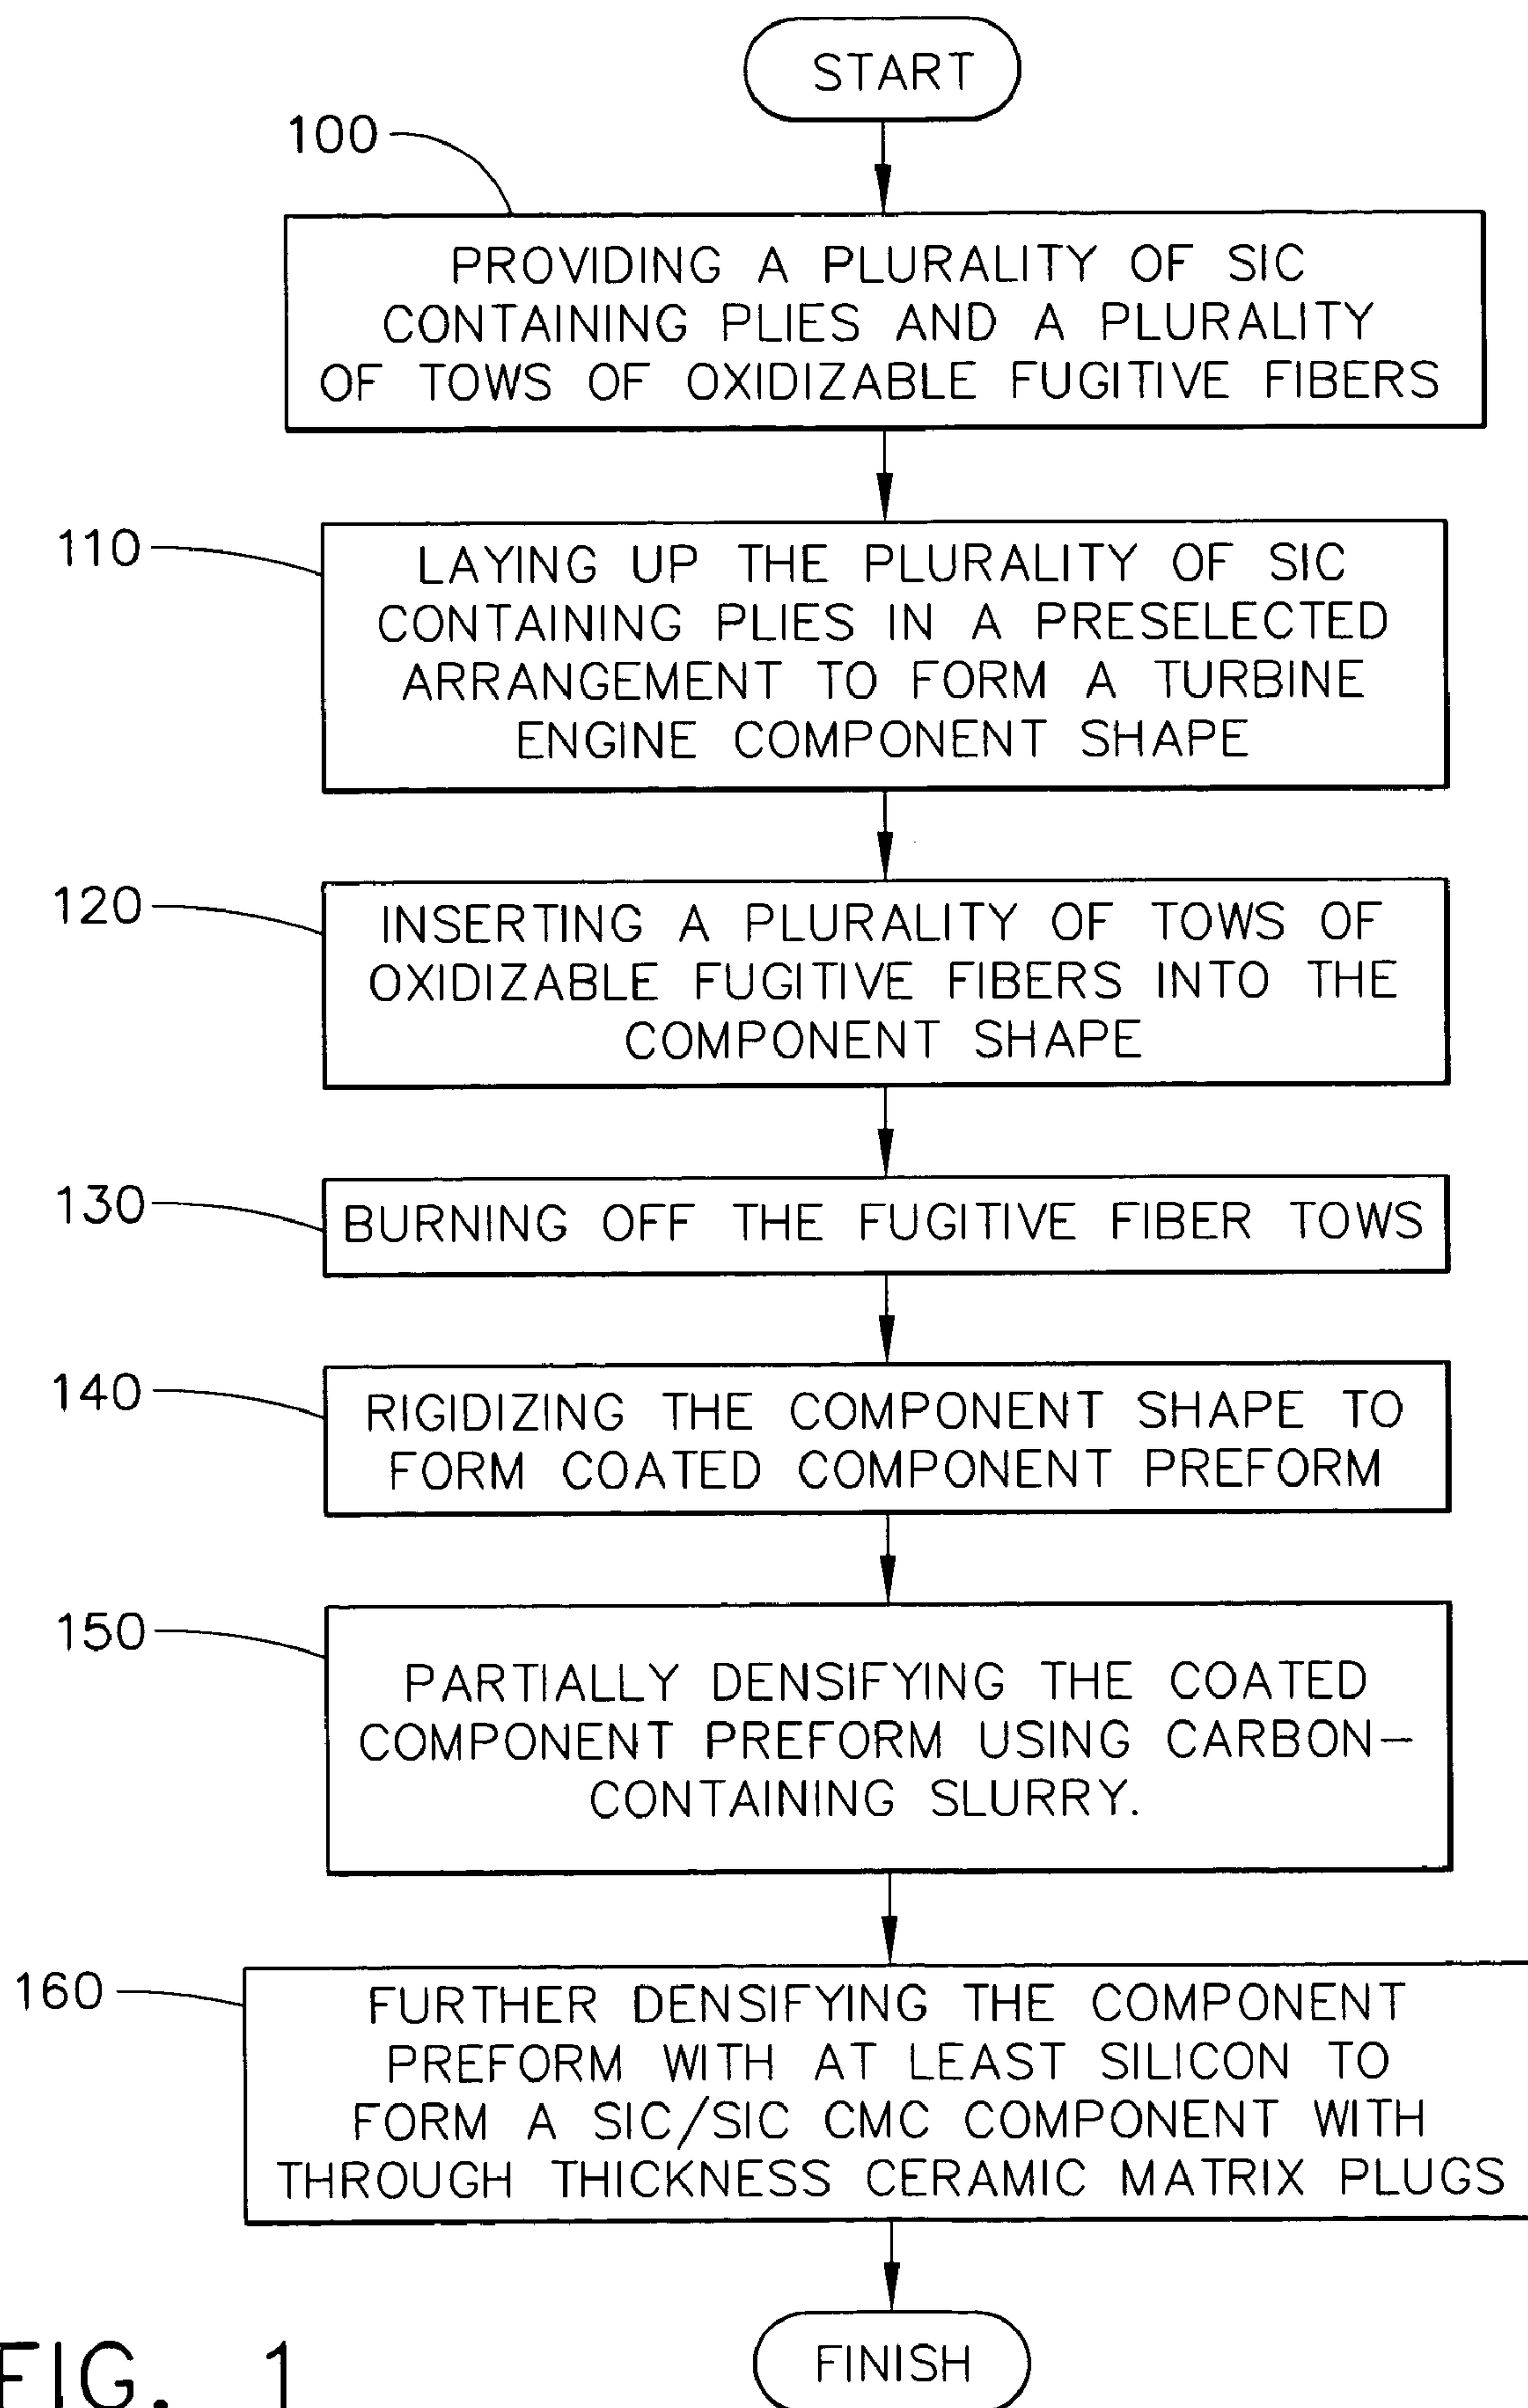 START
100
PROVIDING A PLURALITY OF SIC
CONTAINING PLIES AND A PLURALITY
OF TOWS OF OXIDIZABLE FUGITIVE FIBERS
110
LAYING UP THE PLURALITY OF SIC
CONTAINING PLIES IN A PRESELECTED
ARRANGEMENT TO FORM A TURBINE
ENGINE COMPONENT SHAPE
120
INSERTING A PLURALITY OF TOWS OF
OXIDIZABLE FUGITIVE FIBERS INTO THE
COMPONENT SHAPE
130
BURNING OFF THE FUGITIVE FIBER TOWS
140
RIGIDIZING THE COMPONENT SHAPE TO
FORM COATED COMPONENT PREFORM
150
PARTIALLY DENSIFYING THE COATED
COMPONENT PREFORM USING CARBON-
CONTAINING SLURRY.
160
FURTHER DENSIFYING THE COMPONENT
PREFORM WITH AT LEAST SILICON TO
FORM A SIC/SIC CMC COMPONENT WITH
THROUGH THICKNESS CERAMIC MATRIX PLUGS
FINISH
FIG. 1